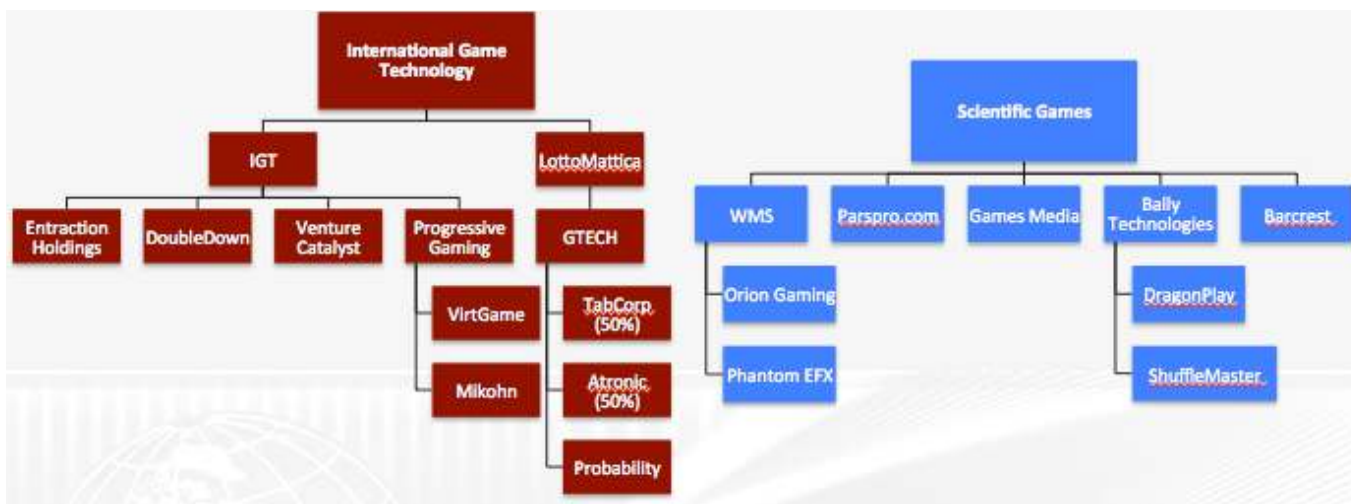 International Game
Technology
IGT
LottoMattica
Entraction
Holdings
DoubleDown
Venture
Catalyst
Progressive
Gaming
GTECH
VirtGame
TabCorp
(50%)
Mikohn
Atronic
(50%)
Probability
Scientific Games
WMS
Parspro.com
Games Media
Bally
Technologies
Barcrest
Orion Gaming
DragonPlay
Phantom EFX
ShuffleMaster